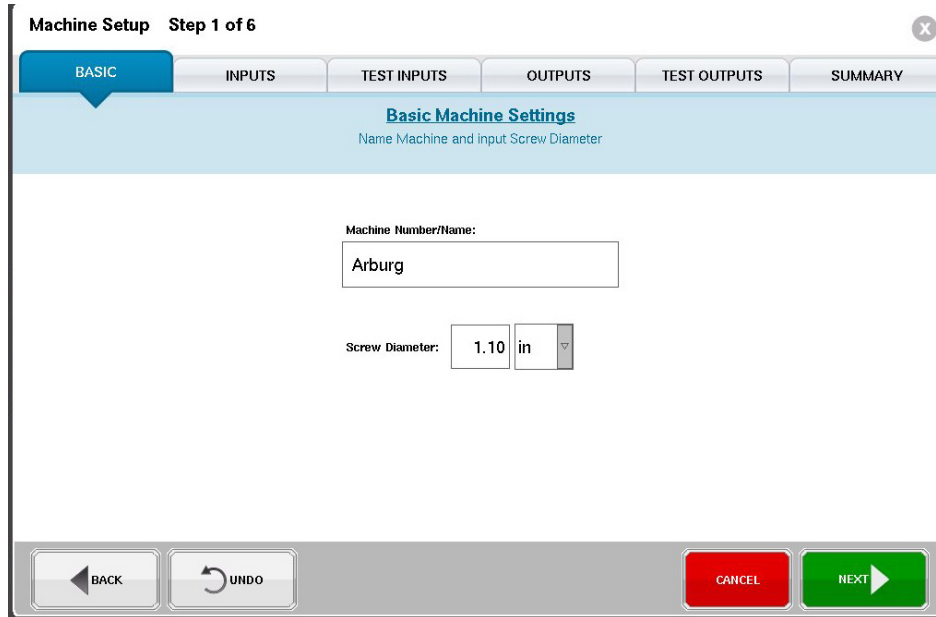 Machine Setup Step 1 of 6
X
BASIC INPUTS TEST INPUTS OUTPUTS TEST OUTPUTS SUMMARY
Basic Machine Settings
Name Machine and input Screw Diameter
Machine Number/Name:
Arburg
Screw Diameter: 1.10 in
BACK UNDO CANCEL NEXT